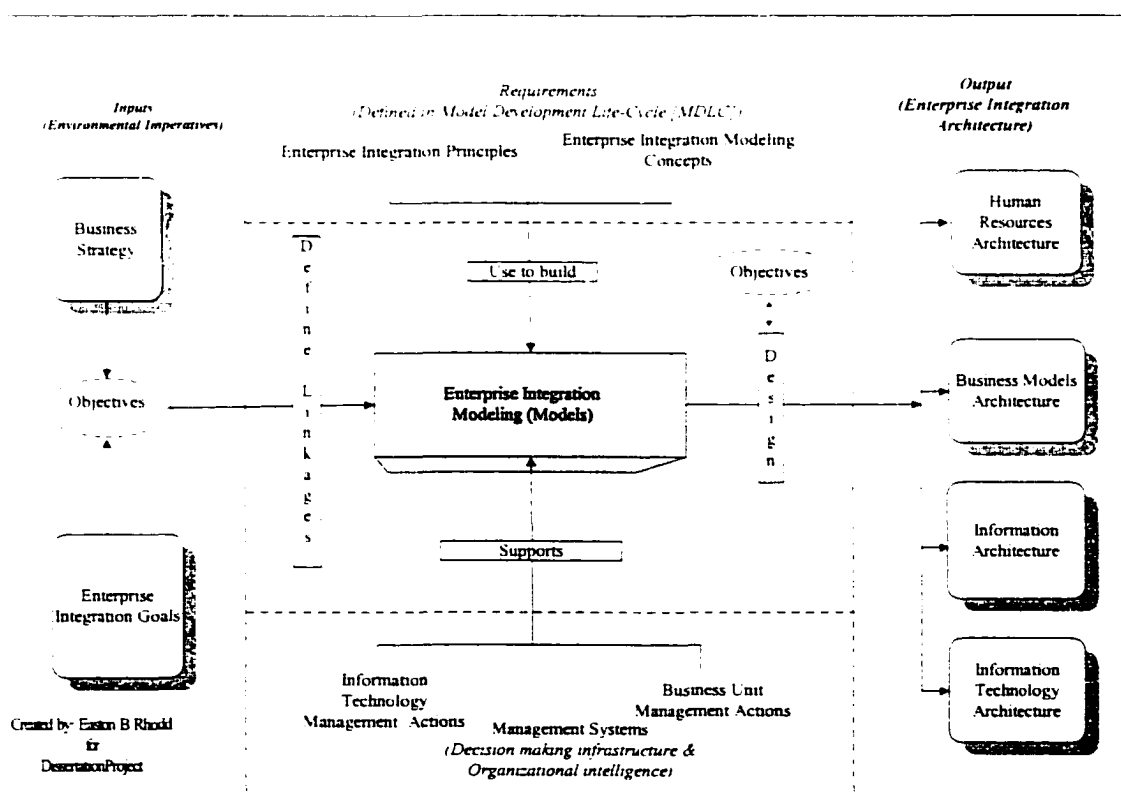 Inputs
(Environmental Imperatives)
Requirements
(Defined in Model Development Life-Cycle [MDLC])
Enterprise Integration Principles
Enterprise Integration Modeling
Concepts
Output
(Enterprise Integration
Architecture)
Business
Strategy
Define Linkages
Use to build
Objectives
Human
Resources
Architecture
Objectives
Enterprise Integration
Modeling (Models)
Design
Business Models
Architecture
Supports
Information
Architecture
Enterprise
Integration Goals
Information
Technology
Management Actions
Business Unit
Management Actions
Information
Technology
Architecture
Management Systems
(Decision making infrastructure &
Organizational intelligence)
Created by: Easton B Rhodd
for
DissertationProject